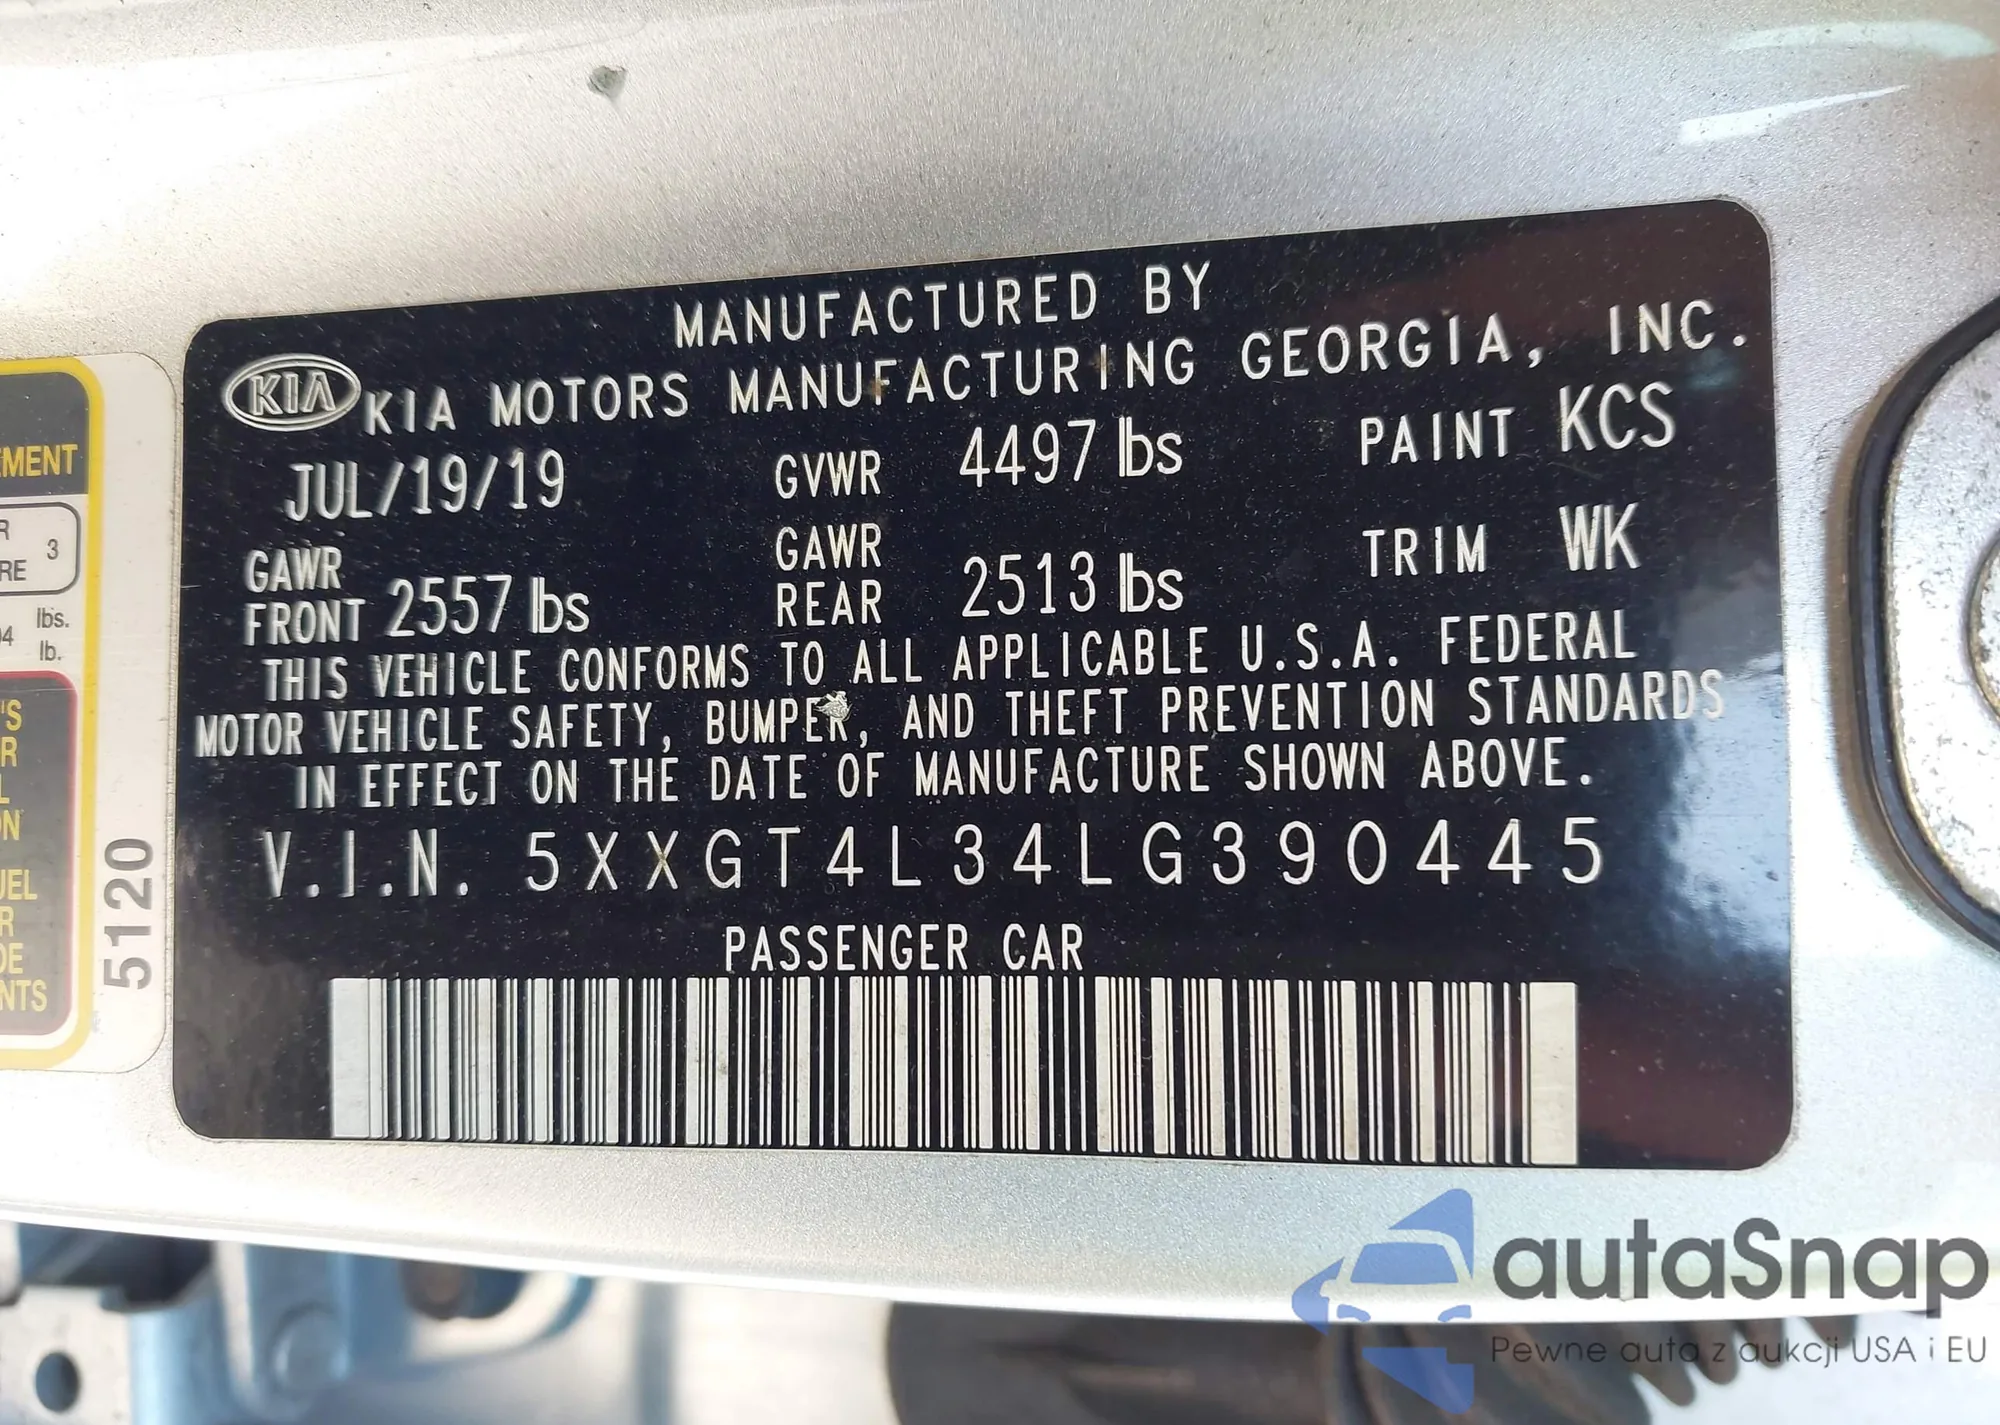 MANUFACTURED BY
KIA KIA MOTORS MANUFACTURING GEORGIA, INC.
JUL/19/19 GVWR 4497 lbs PAINT KCS
GAWR FRONT 2557 lbs GAWR REAR 2513 lbs TRIM WK
THIS VEHICLE CONFORMS TO ALL APPLICABLE U.S.A. FEDERAL
MOTOR VEHICLE SAFETY, BUMPER, AND THEFT PREVENTION STANDARDS
IN EFFECT ON THE DATE OF MANUFACTURE SHOWN ABOVE.
V.I.N. 5XXGT4L34LG390445
PASSENGER CAR
3
lbs.
lb.
5120
autaSnap
Pewne auta z aukcji USA i EU